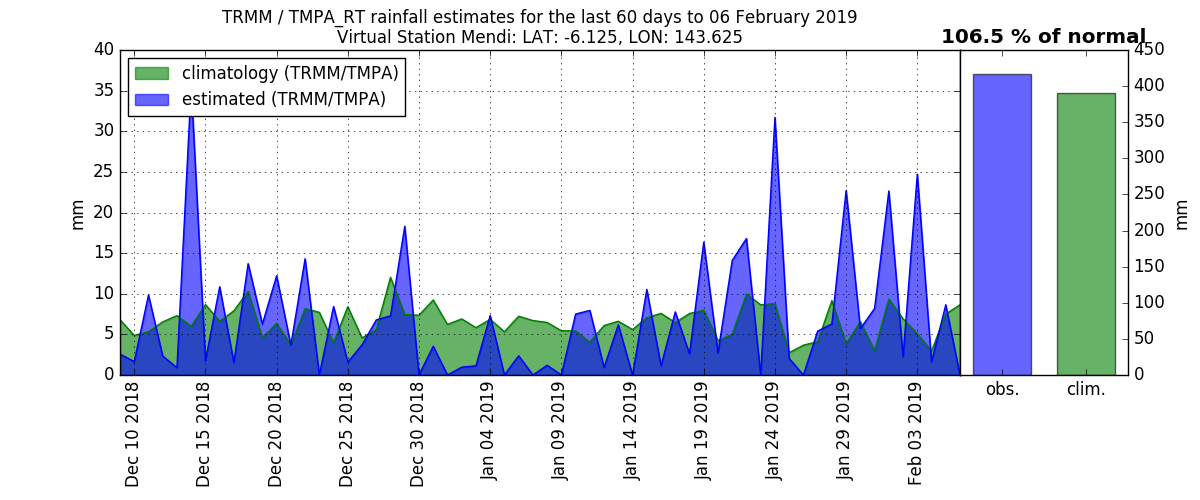 TRMM / TMPA_RT rainfall estimates for the last 60 days to 06 February 2019
Virtual Station Mendi: LAT: -6.125, LON: 143.625
106.5 % of normal
climatology (TRMM/TMPA)
estimated (TRMM/TMPA)
40
35
30
25
20
15
10
5
0
mm
Dec 10 2018
Dec 15 2018
Dec 20 2018
Dec 25 2018
Dec 30 2018
Jan 04 2019
Jan 09 2019
Jan 14 2019
Jan 19 2019
Jan 24 2019
Jan 29 2019
Feb 03 2019
obs.
clim.
450
400
350
300
250
200
150
100
50
0
mm